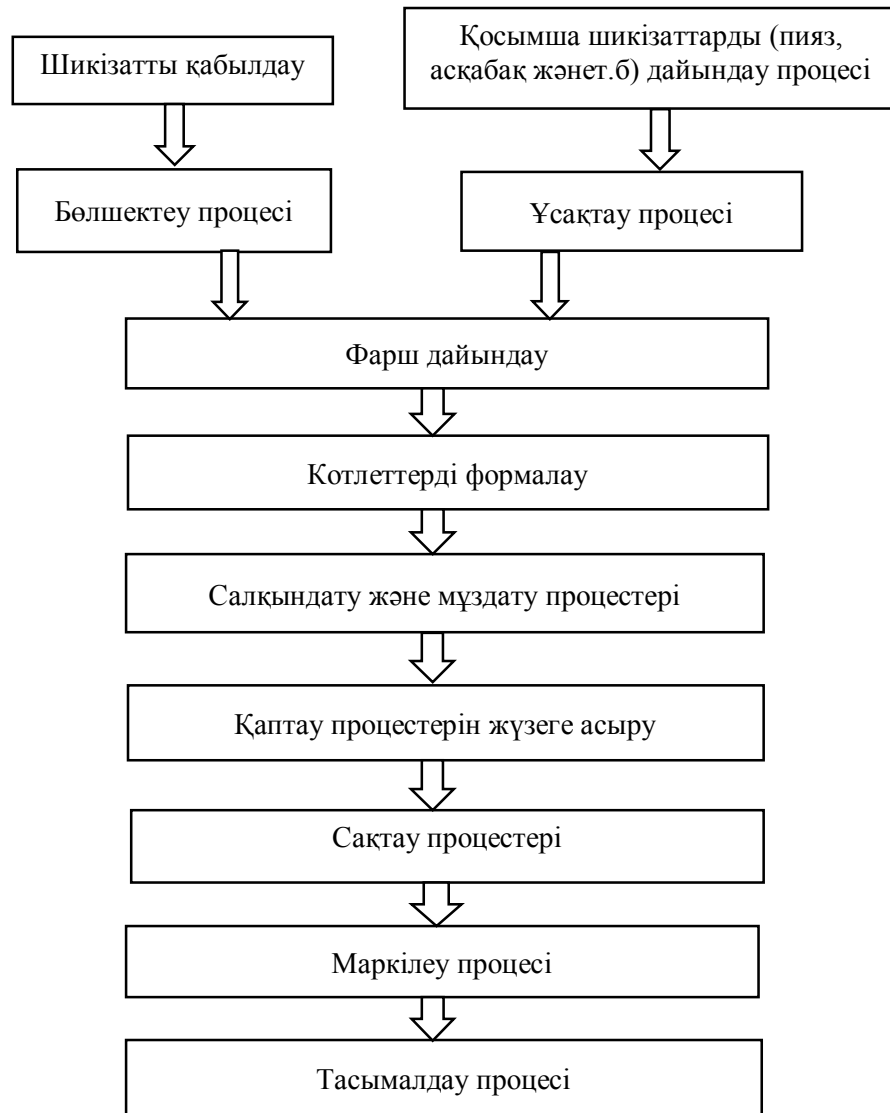 Шикізатты қабылдау
Қосымша шикізаттарды (пияз,
асқабақ және т.б) дайындау процесі
Бөлшектеу процесі
Ұсақтау процесі
Фарш дайындау
Котлеттерді формалау
Салқындату және мұздату процестері
Қаптау процестерін жүзеге асыру
Сақтау процестері
Маркілеу процесі
Тасымалдау процесі